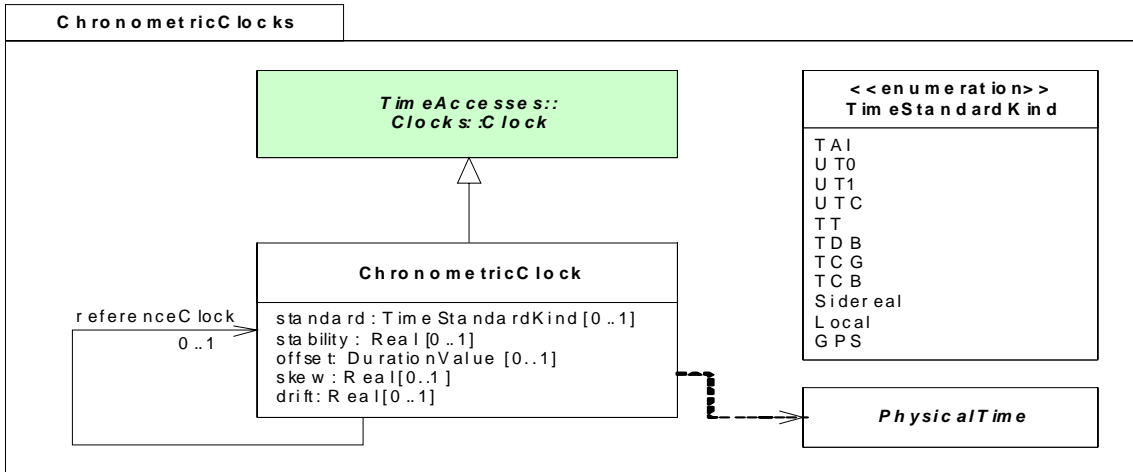 ChronometricClocks
TimeAccesses::
Clocks::Clock
<<enumeration>>
TimeStandardKind
TAI
UT0
UT1
UTC
TT
TDB
TCG
TCB
Sidereal
Local
GPS
ChronometricClock
referenceClock
0..1
standard: TimeStandardKind[0..1]
stability: Real[0..1]
offset: DurationValue [0..1]
skew: Real[0..1]
drift: Real[0..1]
PhysicalTime